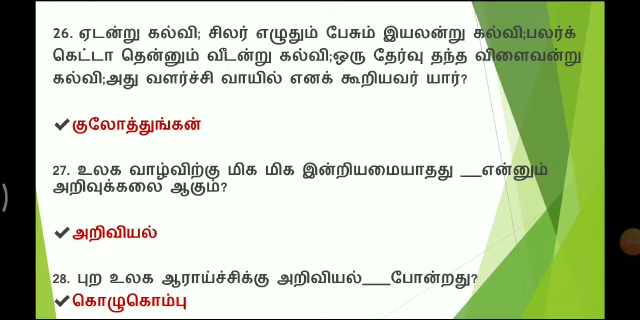 26. ஏடன்று கல்வி; சிலர் எழுதும் பேசும் இயலன்று கல்வி;பலர்க்
கெட்டா தென்னும் வீடன்று கல்வி;ஒரு தேர்வு தந்த விளைவன்று
கல்வி;அது வளர்ச்சி வாயில் எனக் கூறியவர் யார்?
✔குலோத்துங்கன்
27. உலக வாழ்விற்கு மிக மிக இன்றியமையாதது ___என்னும்
அறிவுக்கலை ஆகும்?
✔அறிவியல்
28. புற உலக ஆராய்ச்சிக்கு அறிவியல்____போன்றது?
✔கொழுகொம்பு